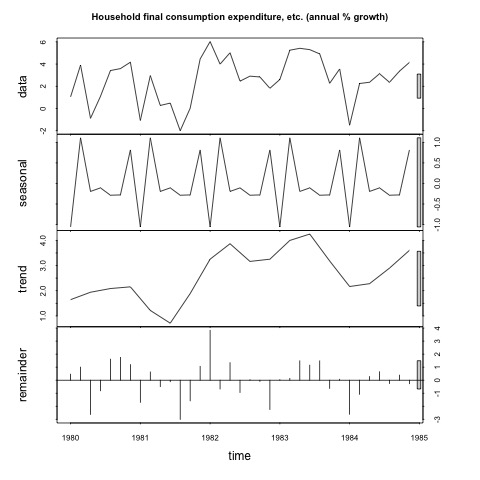 Household final consumption expenditure, etc. (annual % growth)
data
-2 0 2 4 6
seasonal
-1.0 -0.5 0.0 0.5 1.0
trend
1.0 2.0 3.0 4.0
remainder
-3 -1 0 1 2 3 4
1980 1981 1982 1983 1984 1985
time